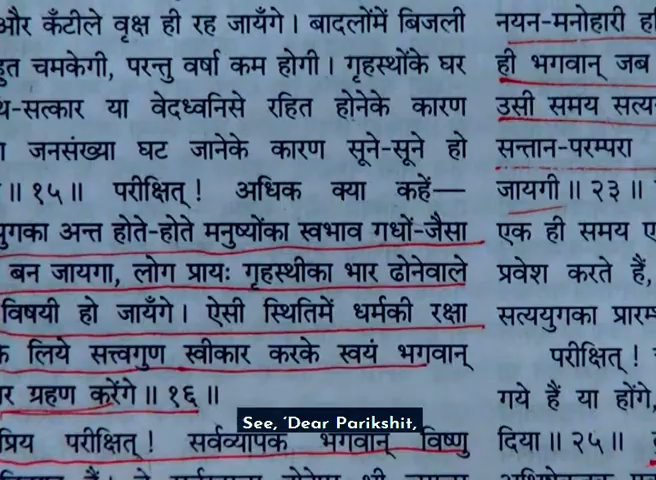 और कँटीले वृक्ष ही रह जायँगे। बादलोंमें बिजली
चमकेगी, परन्तु वर्षा कम होगी। गृहस्थोंके घर
सत्कार या वेदध्वनिसे रहित होनेके कारण
जनसंख्या घट जानेके कारण सूने-सूने हो
॥ १५ ॥ परीक्षित् ! अधिक क्या कहें—
अन्त होते-होते मनुष्योंका स्वभाव गधों-जैसा
बन जायगा, लोग प्रायः गृहस्थीका भार ढोनेवाले
विषयी हो जायँगे। ऐसी स्थितिमें धर्मकी रक्षा
लिये सत्त्वगुण स्वीकार करके स्वयं भगवान्
ग्रहण करेंगे ॥ १६ ॥
प्रिय परीक्षित् ! सर्वव्यापक भगवान् विष्णु
नयन-मनोहारी
ही भगवान् जब
उसी समय सत्य
सन्तान-परम्परा
जायगी ॥ २३ ॥
एक ही समय
प्रवेश करते हैं,
सत्ययुगका
परीक्षित् !
गये हैं या होंगे,
दिया ॥ २५ ॥
See, 'Dear Parikshit,